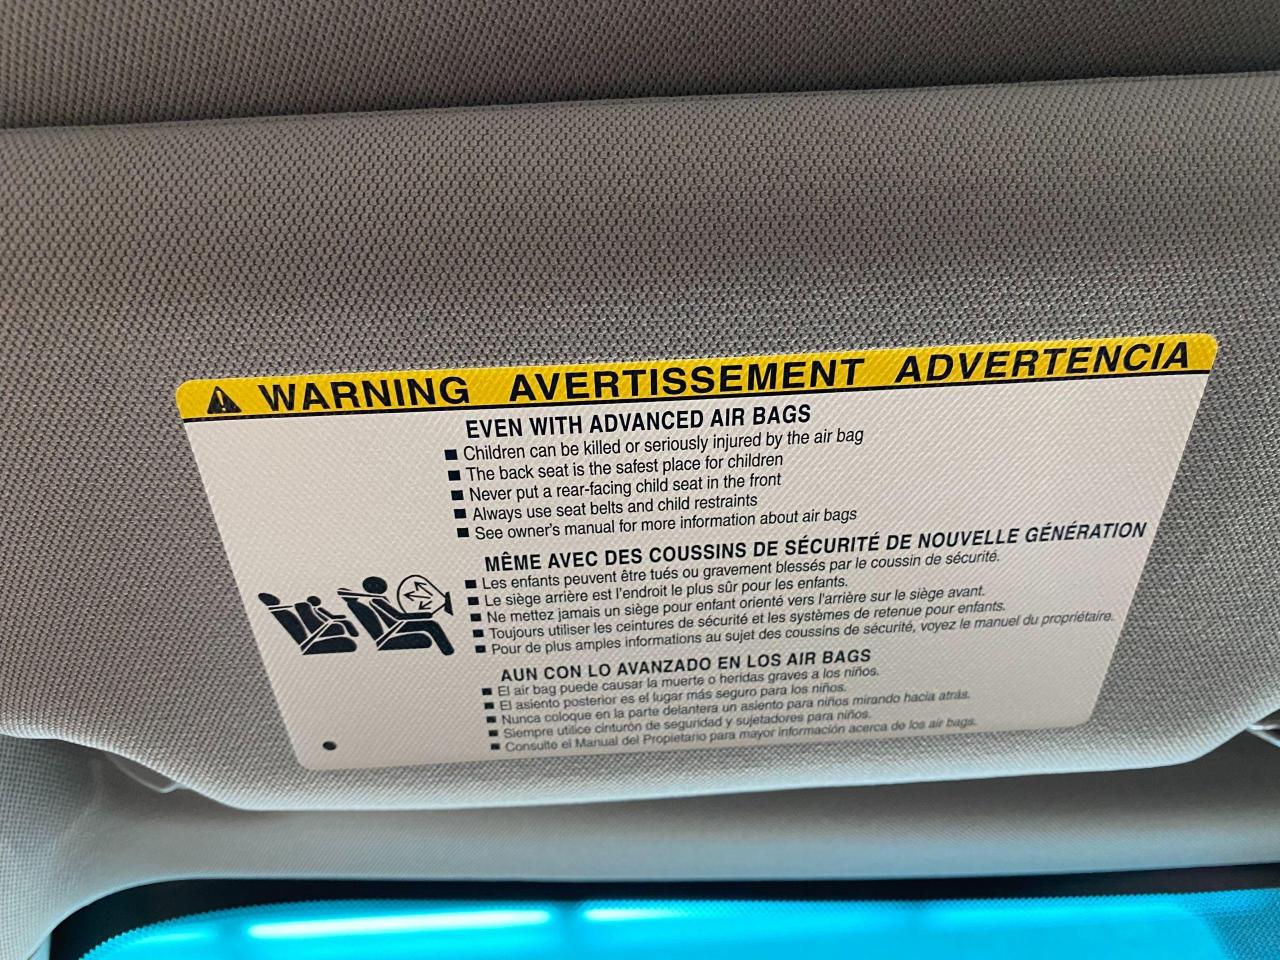 WARNING AVERTISSEMENT ADVERTENCIA
EVEN WITH ADVANCED AIR BAGS
■ Children can be killed or seriously injured by the air bag
■ The back seat is the safest place for children
■ Never put a rear-facing child seat in the front
■ Always use seat belts and child restraints
■ See owner's manual for more information about air bags
MÊME AVEC DES COUSSINS DE SÉCURITÉ DE NOUVELLE GÉNÉRATION
■ Les enfants peuvent être tués ou gravement blessés par le coussin de sécurité.
■ Le siège arrière est l'endroit le plus sûr pour les enfants.
■ Ne mettez jamais un siège pour enfant orienté vers l'arrière sur le siège avant.
■ Toujours utiliser les ceintures de sécurité et les systèmes de retenue pour enfants.
■ Pour de plus amples informations au sujet des coussins de sécurité, voyez le manuel du propriétaire.
AUN CON LO AVANZADO EN LOS AIR BAGS
■ El air bag puede causar la muerte o heridas graves a los niños.
■ El asiento posterior es el lugar más seguro para los niños.
■ Nunca coloque en la parte delantera un asiento para niños mirando hacia atrás.
■ Siempre utilice cinturón de seguridad y sujetadores para niños.
■ Consulte el Manual del Propietario para mayor información acerca de los air bags.